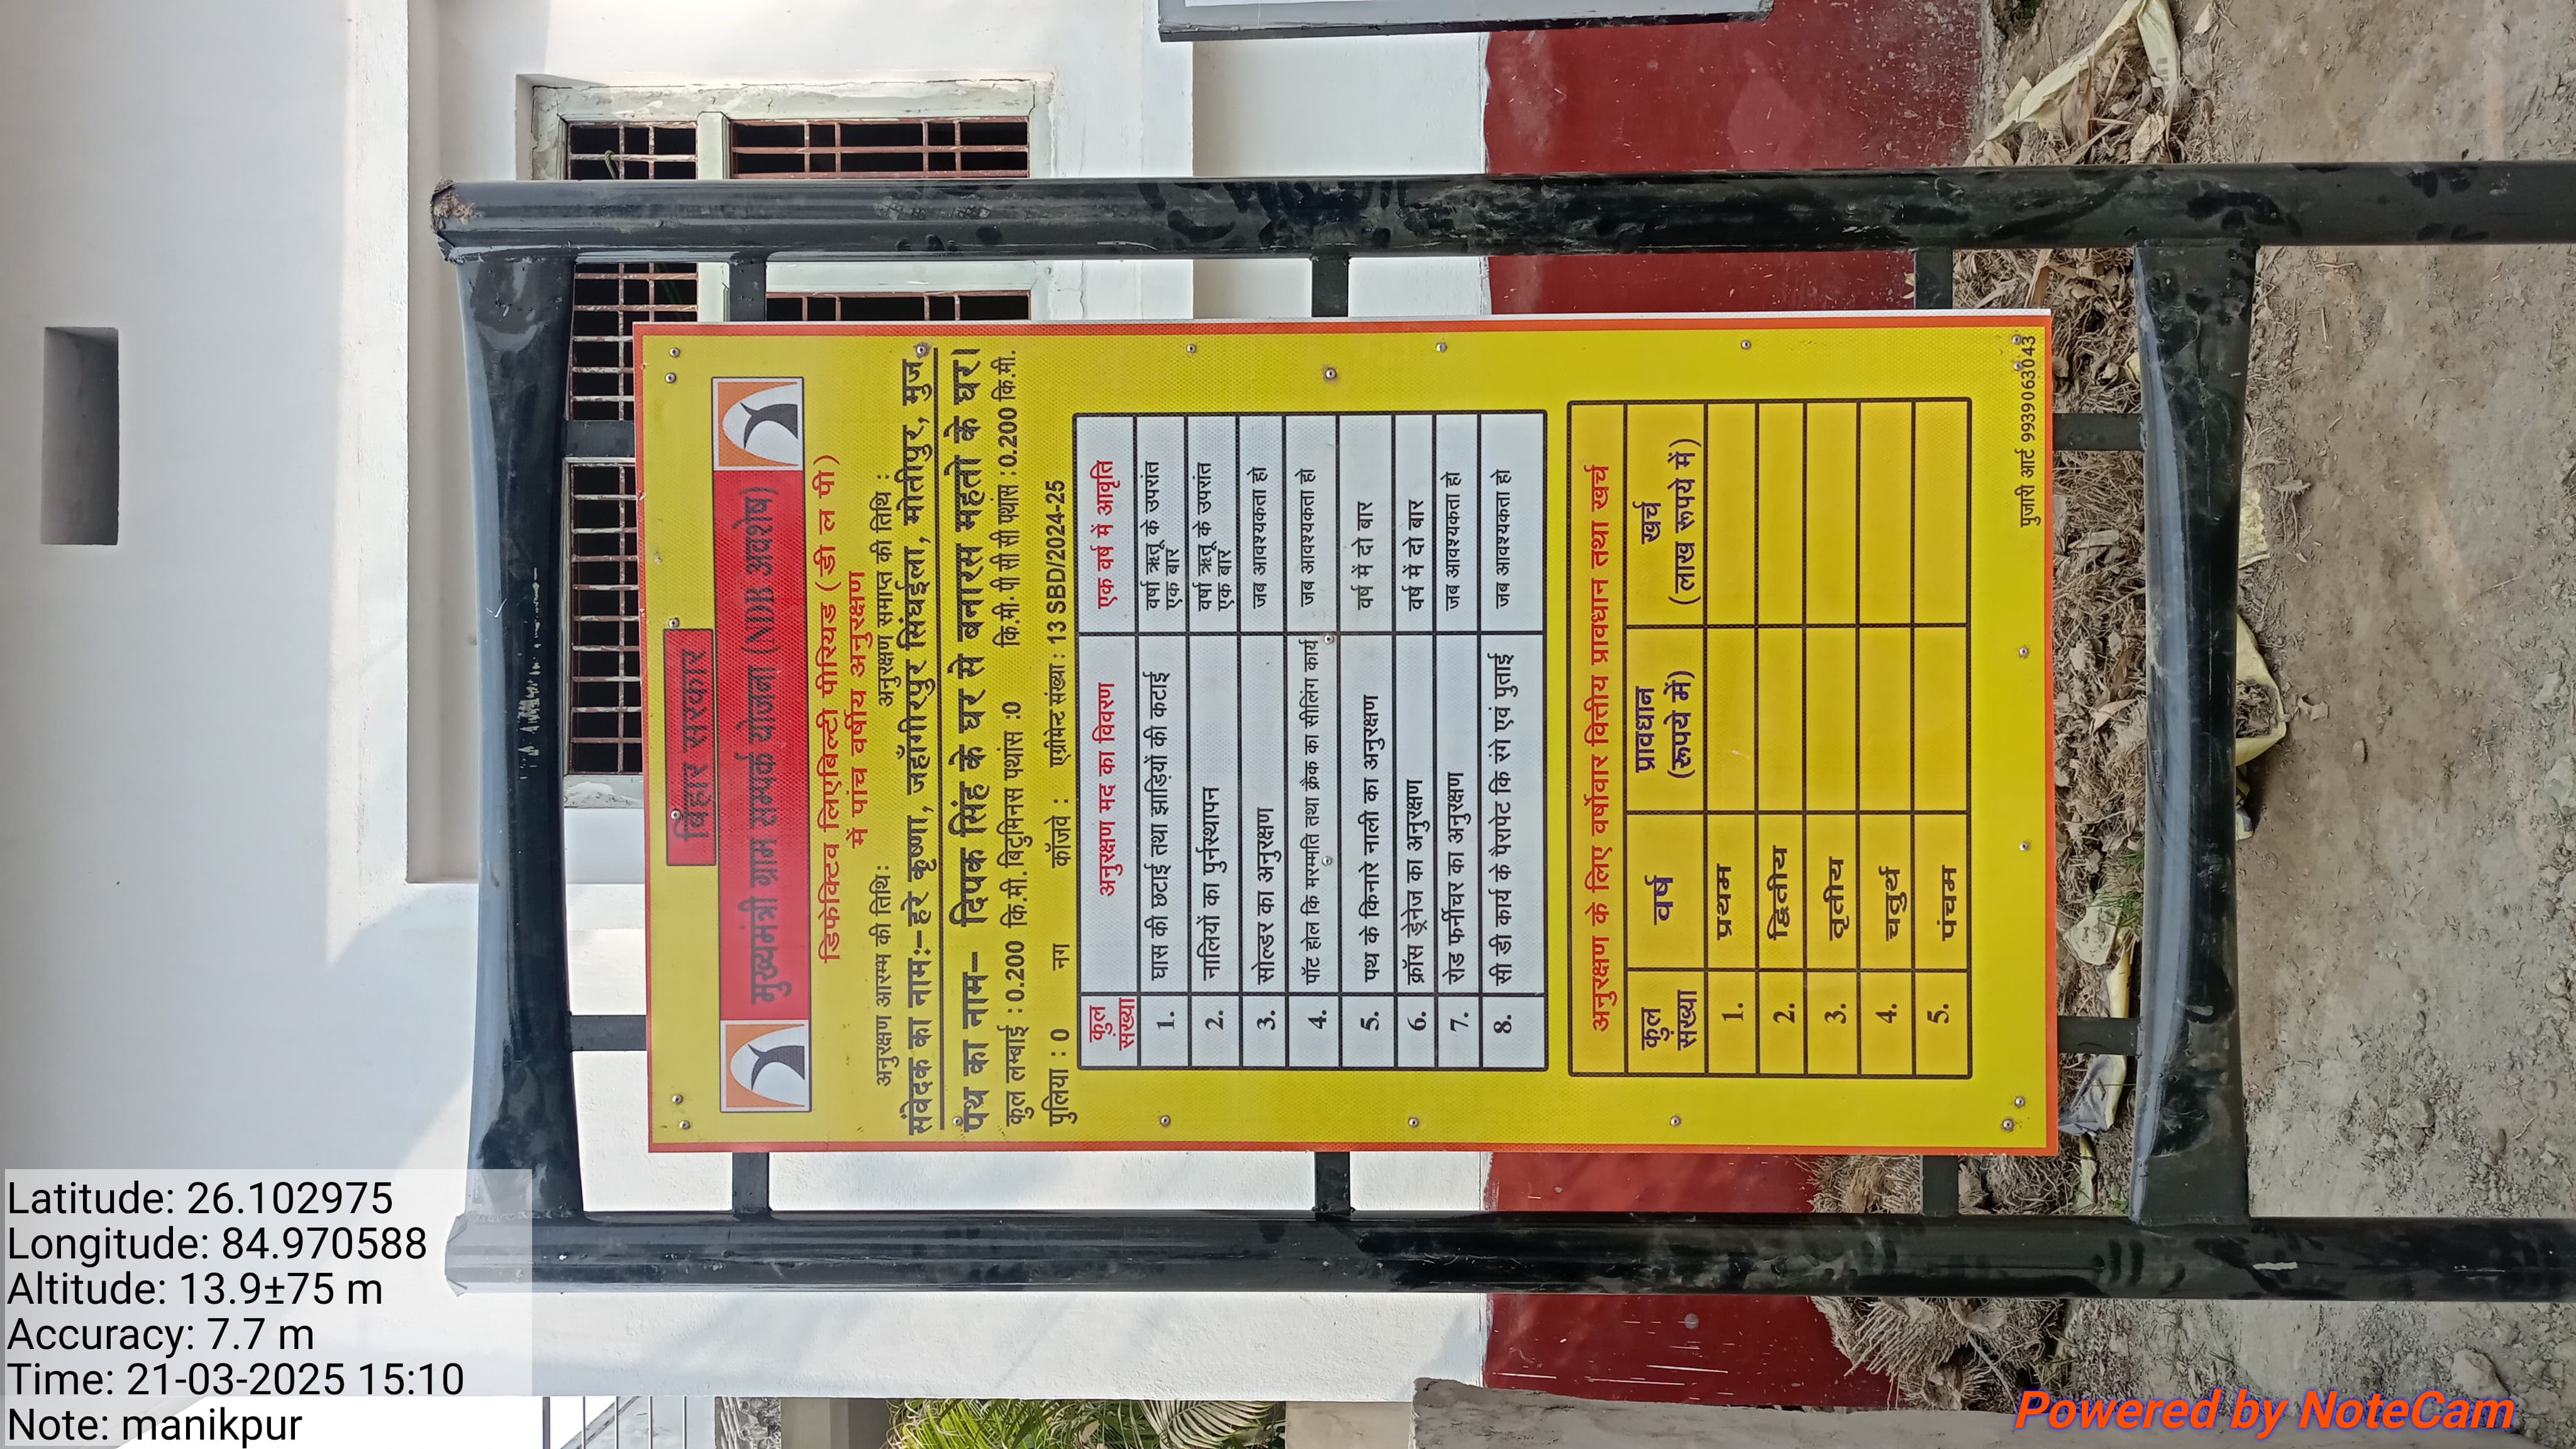 बिहार सरकार
मुख्यमंत्री ग्राम सम्पर्क योजना (NDB अवशेष)
डिफेक्टिव लिएबिल्टी पीरियड (डी ल पी)
में पांच वर्षीय अनुरक्षण
अनुरक्षण आरम्भ की तिथि: अनुरक्षण समाप्त की तिथि :
संवेदक का नाम:–हरे कृष्णा, जहाँगीरपुर सिंघईला, मोतीपुर, मुज.
पथ का नाम– दिपक सिंह के घर से बनारस महतो के घर।
कुल लम्बाई : 0.200 कि.मी. बिटुमिनस पथांस :0 कि.मी. पी सी सी पथांस : 0.200 कि.मी.
पुलिया : 0 नग कॉजवे : एग्रीमेन्ट संख्या : 13 SBD/2024-25
कुल संख्या अनुरक्षण मद का विवरण एक वर्ष में आवृति
1. घास की छटाई तथा झाड़ियों की कटाई वर्षा ऋतू के उपरांत एक बार
2. नालियों का पुर्नस्थापन वर्षा ऋतू के उपरांत एक बार
3. सोल्डर का अनुरक्षण जब आवश्यकता हो
4. पॉट होल कि मरम्मति तथा क्रैक का सीलिंग कार्य जब आवश्यकता हो
5. पथ के किनारे नाली का अनुरक्षण वर्ष में दो बार
6. क्रॉस ड्रेनेज का अनुरक्षण वर्ष में दो बार
7. रोड फर्नीचर का अनुरक्षण जब आवश्यकता हो
8. सी डी कार्य के पैरापेट कि रंगे एवं पुताई जब आवश्यकता हो
अनुरक्षण के लिए वर्षावार वित्तीय प्रावधान तथा खर्च
कुल संख्या वर्ष प्रावधान (रूपये में) खर्च (लाख रूपये में)
1. प्रथम
2. द्वितीय
3. तृतीय
4. चतुर्थ
5. पंचम
पुजारी आर्ट 9939063043
Latitude: 26.102975
Longitude: 84.970588
Altitude: 13.9±75 m
Accuracy: 7.7 m
Time: 21-03-2025 15:10
Note: manikpur
Powered by NoteCam